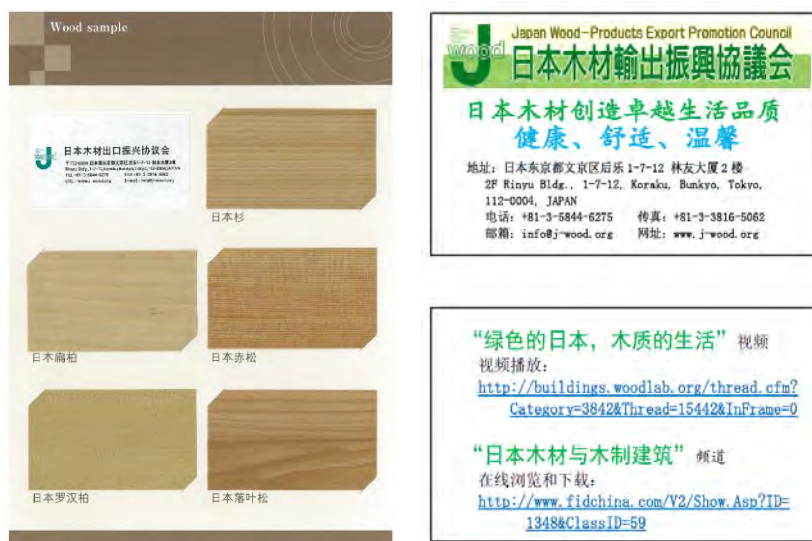 Wood sample
J wood
日本木材出口振兴协议会
日本杉
日本扁柏
日本赤松
日本罗汉柏
日本落叶松
J wood
Japan Wood-Products Export Promotion Council
日本木材輸出振興協議会
日本木材创造卓越生活品质
健康、舒适、温馨
地址: 日本东京都文京区后乐 1-7-12 林友大厦 2 楼
2F Rinyu Bldg., 1-7-12, Koraku, Bunkyo, Tokyo,
112-0004, JAPAN
电话: +81-3-5844-6275 传真: +81-3-3816-5062
邮箱: info@j-wood.org 网址: www.j-wood.org
“绿色的日本, 木质的生活” 视频
视频播放:
http://buildings.woodlab.org/thread.cfm?
Category=3842&Thread=15442&InFrame=0
“日本木材与木制建筑” 频道
在线浏览和下载:
http://www.fidchina.com/V2/Show.Asp?ID=
1348&ClassID=59